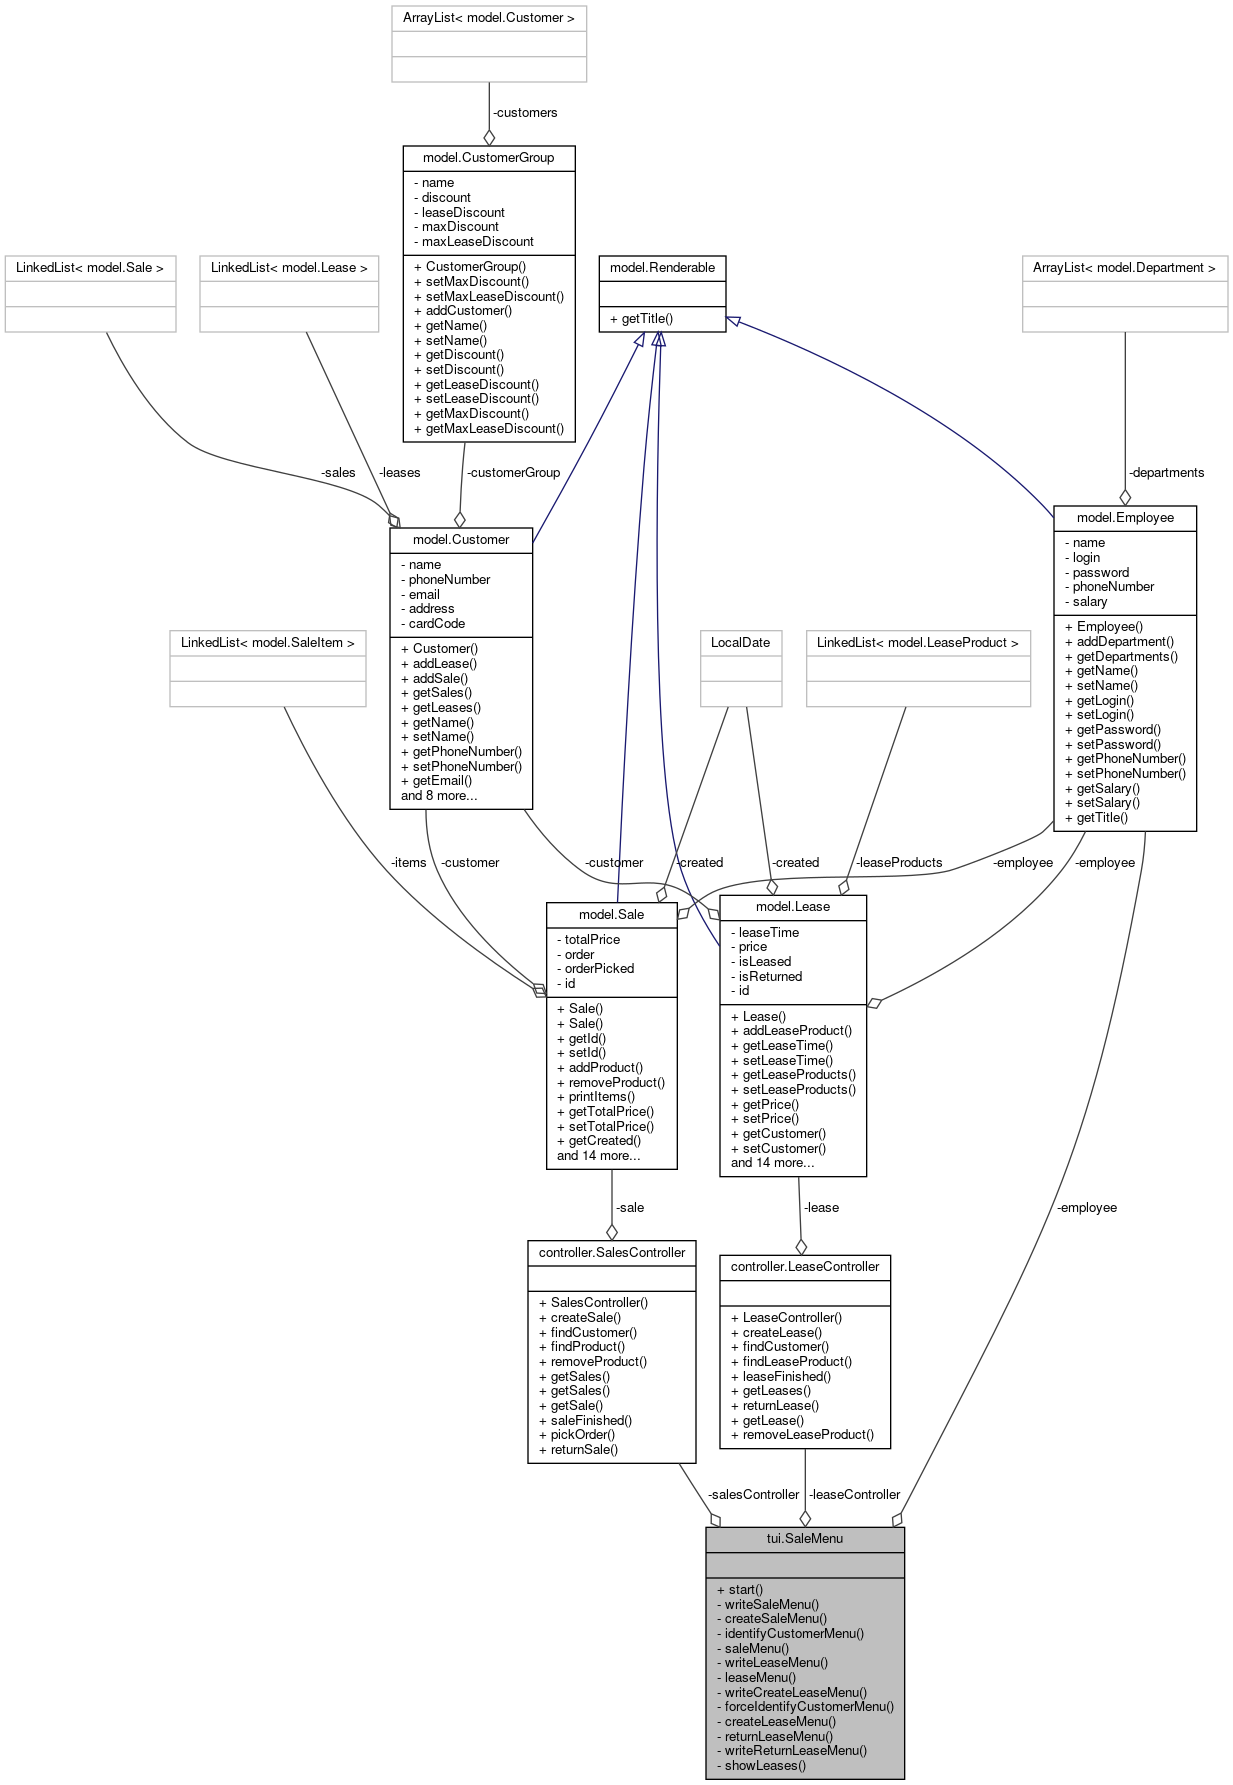 ArrayList< model.Customer >
-customers
model.CustomerGroup
- name
- discount
- leaseDiscount
- maxDiscount
- maxLeaseDiscount
+ CustomerGroup()
+ setMaxDiscount()
+ setMaxLeaseDiscount()
+ addCustomer()
+ getName()
+ setName()
+ getDiscount()
+ setDiscount()
+ getLeaseDiscount()
+ setLeaseDiscount()
+ getMaxDiscount()
+ getMaxLeaseDiscount()
LinkedList< model.Sale >
LinkedList< model.Lease >
model.Renderable
+ getTitle()
ArrayList< model.Department >
-sales
-leases
-customerGroup
-departments
model.Customer
- name
- phoneNumber
- email
- address
- cardCode
+ Customer()
+ addLease()
+ addSale()
+ getSales()
+ getLeases()
+ getName()
+ setName()
+ getPhoneNumber()
+ setPhoneNumber()
+ getEmail()
and 8 more...
model.Employee
- name
- login
- password
- phoneNumber
- salary
+ Employee()
+ addDepartment()
+ getDepartments()
+ getName()
+ setName()
+ getLogin()
+ setLogin()
+ getPassword()
+ setPassword()
+ getPhoneNumber()
+ setPhoneNumber()
+ getSalary()
+ setSalary()
+ getTitle()
LinkedList< model.SaleItem >
LocalDate
LinkedList< model.LeaseProduct >
-items
-customer
-customer
-created
-created
-leaseProducts
-employee
-employee
model.Sale
- totalPrice
- order
- orderPicked
- id
+ Sale()
+ Sale()
+ getId()
+ setId()
+ addProduct()
+ removeProduct()
+ printItems()
+ getTotalPrice()
+ setTotalPrice()
+ getCreated()
and 14 more...
model.Lease
- leaseTime
- price
- isLeased
- isReturned
- id
+ Lease()
+ addLeaseProduct()
+ getLeaseTime()
+ setLeaseTime()
+ getLeaseProducts()
+ setLeaseProducts()
+ getPrice()
+ setPrice()
+ getCustomer()
+ setCustomer()
and 14 more...
-sale
-lease
-employee
controller.SalesController
+ SalesController()
+ createSale()
+ findCustomer()
+ findProduct()
+ removeProduct()
+ getSales()
+ getSales()
+ getSale()
+ saleFinished()
+ pickOrder()
+ returnSale()
controller.LeaseController
+ LeaseController()
+ createLease()
+ findCustomer()
+ findLeaseProduct()
+ leaseFinished()
+ getLeases()
+ returnLease()
+ getLease()
+ removeLeaseProduct()
-salesController
-leaseController
tui.SaleMenu
+ start()
- writeSaleMenu()
- createSaleMenu()
- identifyCustomerMenu()
- saleMenu()
- writeLeaseMenu()
- leaseMenu()
- writeCreateLeaseMenu()
- forceIdentifyCustomerMenu()
- createLeaseMenu()
- returnLeaseMenu()
- writeReturnLeaseMenu()
- showLeases()